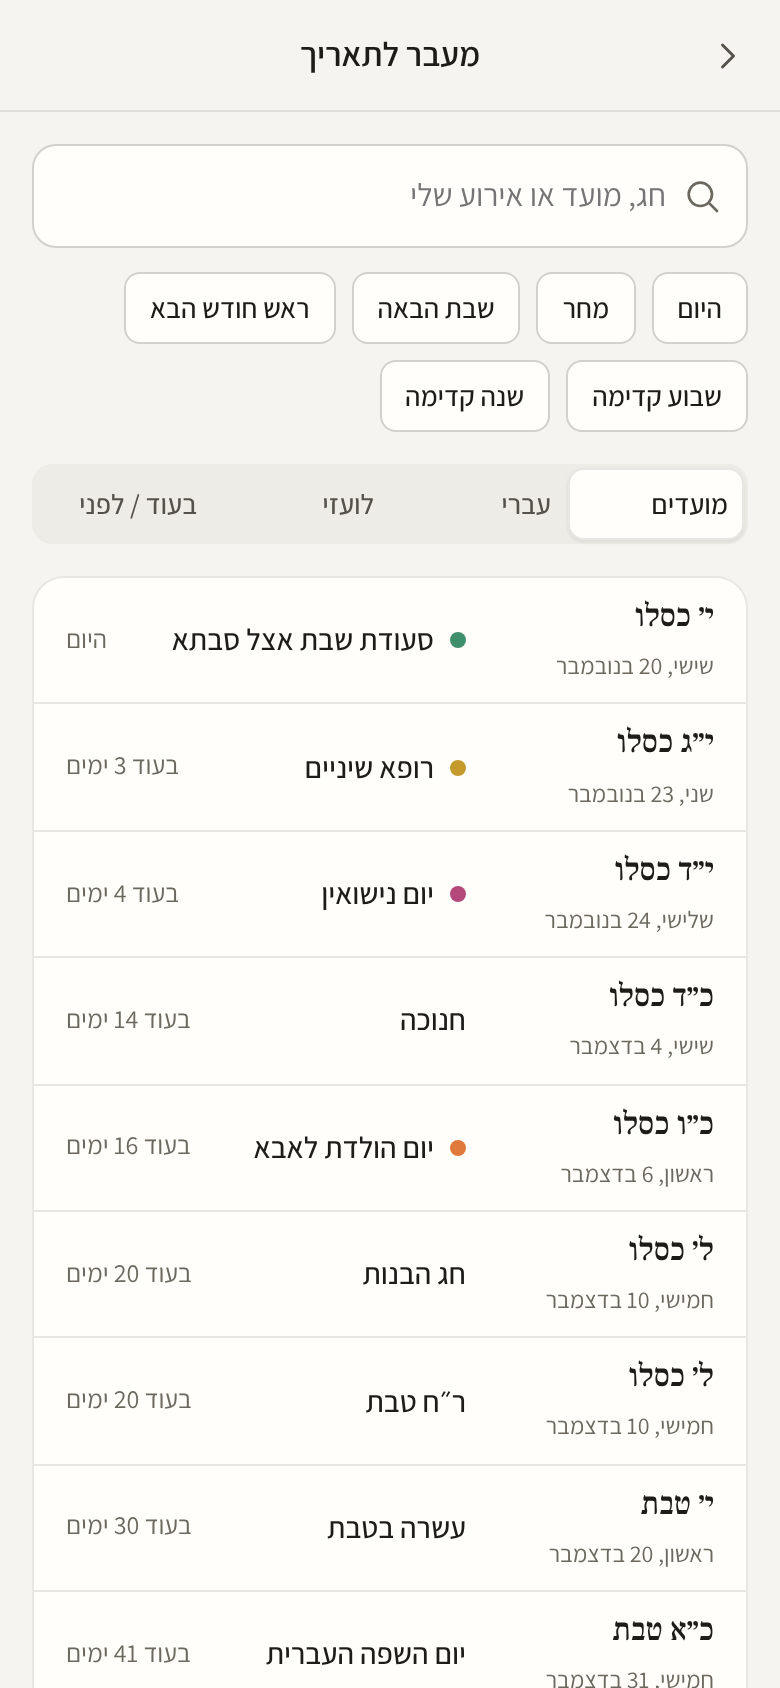 מעבר לתאריך
חג, מועד או אירוע שלי
היום
מחר
שבת הבאה
ראש חודש הבא
שבוע קדימה
שנה קדימה
מועדים
עברי
לועזי
בעוד / לפני
י׳ כסלו
שישי, 20 בנובמבר
סעודת שבת אצל סבתא
היום
י״ג כסלו
שני, 23 בנובמבר
רופא שיניים
בעוד 3 ימים
י״ד כסלו
שלישי, 24 בנובמבר
יום נישואין
בעוד 4 ימים
כ״ד כסלו
שישי, 4 בדצמבר
חנוכה
בעוד 14 ימים
כ״ו כסלו
ראשון, 6 בדצמבר
יום הולדת לאבא
בעוד 16 ימים
ל׳ כסלו
חמישי, 10 בדצמבר
חג הבנות
בעוד 20 ימים
ל׳ כסלו
חמישי, 10 בדצמבר
ר״ח טבת
בעוד 20 ימים
י׳ טבת
ראשון, 20 בדצמבר
עשרה בטבת
בעוד 30 ימים
כ״א טבת
חמישי, 31 בדצמבר
יום השפה העברית
בעוד 41 ימים